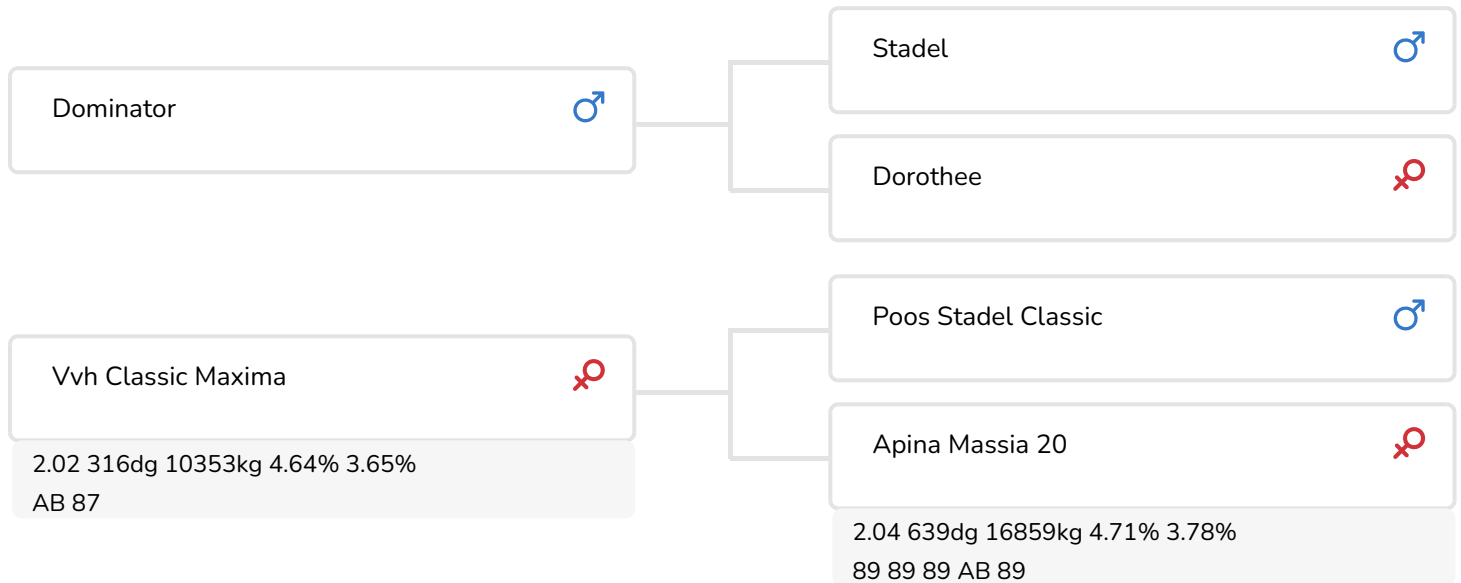 Stadel
Dominator
Dorothee
Poos Stadel Classic
Vvh Classic Maxima
2.02 316dg 10353kg 4.64% 3.65%
AB 87
Apina Massia 20
2.04 639dg 16859kg 4.71% 3.78%
89 89 89 AB 89